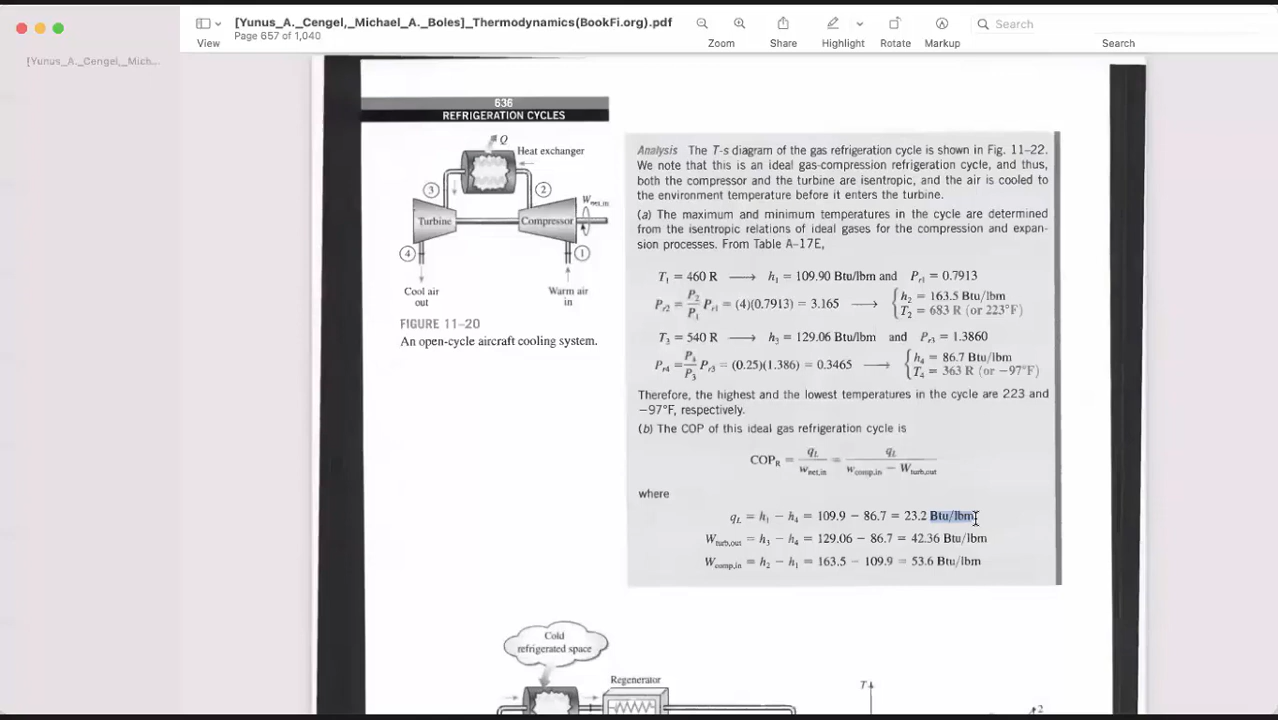 [Yunus_A._Cengel,_Michael_A._Boles]_Thermodynamics(BookFi.org).pdf
Page 657 of 1,040
View
Zoom
Share
Highlight
Rotate
Markup
Search
Search
[Yunus_A._Cengel,_Mich...
636
REFRIGERATION CYCLES
Q
Heat exchanger
3
2
Wnet,in
Turbine
Compressor
4
1
Cool air
out
Warm air
in
FIGURE 11–20
An open-cycle aircraft cooling system.
Analysis The T-s diagram of the gas refrigeration cycle is shown in Fig. 11–22.
We note that this is an ideal gas-compression refrigeration cycle, and thus,
both the compressor and the turbine are isentropic, and the air is cooled to
the environment temperature before it enters the turbine.
(a) The maximum and minimum temperatures in the cycle are determined
from the isentropic relations of ideal gases for the compression and expan-
sion processes. From Table A–17E,
T1 = 460 R ⟶ h1 = 109.90 Btu/lbm and Pr1 = 0.7913
Pr2 = P2/P1 Pr1 = (4)(0.7913) = 3.165 ⟶ { h2 = 163.5 Btu/lbm
T2 = 683 R (or 223°F)
T3 = 540 R ⟶ h3 = 129.06 Btu/lbm and Pr3 = 1.3860
Pr4 = P4/P3 Pr3 = (0.25)(1.386) = 0.3465 ⟶ { h4 = 86.7 Btu/lbm
T4 = 363 R (or −97°F)
Therefore, the highest and the lowest temperatures in the cycle are 223 and
−97°F, respectively.
(b) The COP of this ideal gas refrigeration cycle is
COPR = qL/wnet,in = qL/(wcomp,in − Wturb,out)
where
qL = h1 − h4 = 109.9 − 86.7 = 23.2 Btu/lbm
Wturb,out = h3 − h4 = 129.06 − 86.7 = 42.36 Btu/lbm
Wcomp,in = h2 − h1 = 163.5 − 109.9 = 53.6 Btu/lbm
Cold
refrigerated space
Regenerator
T
2